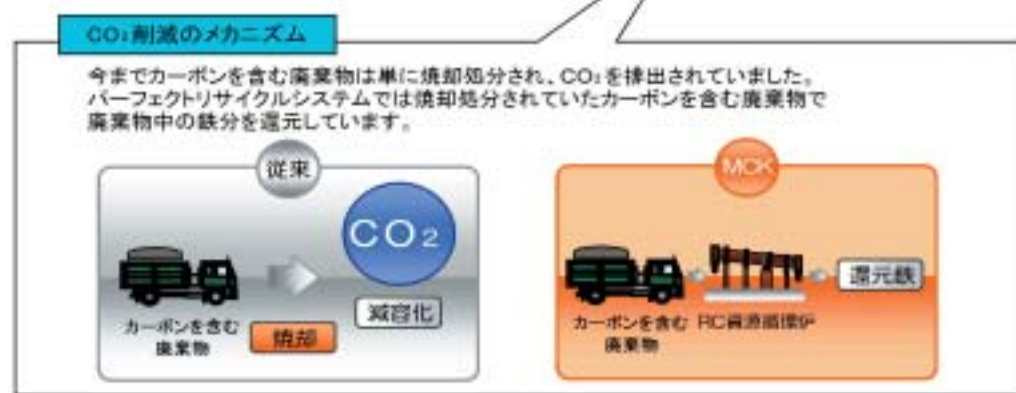 CO₂削減のメカニズム
今までカーボンを含む廃棄物は単に焼却処分され、CO₂を排出されていました。
パーフェクトリサイクルシステムでは焼却処分されていたカーボンを含む廃棄物で
廃棄物中の鉄分を還元しています。
従来
CO₂
カーボンを含む
廃棄物
焼却
減容化
MCK
カーボンを含む
廃棄物
RC資源循環炉
還元鉄